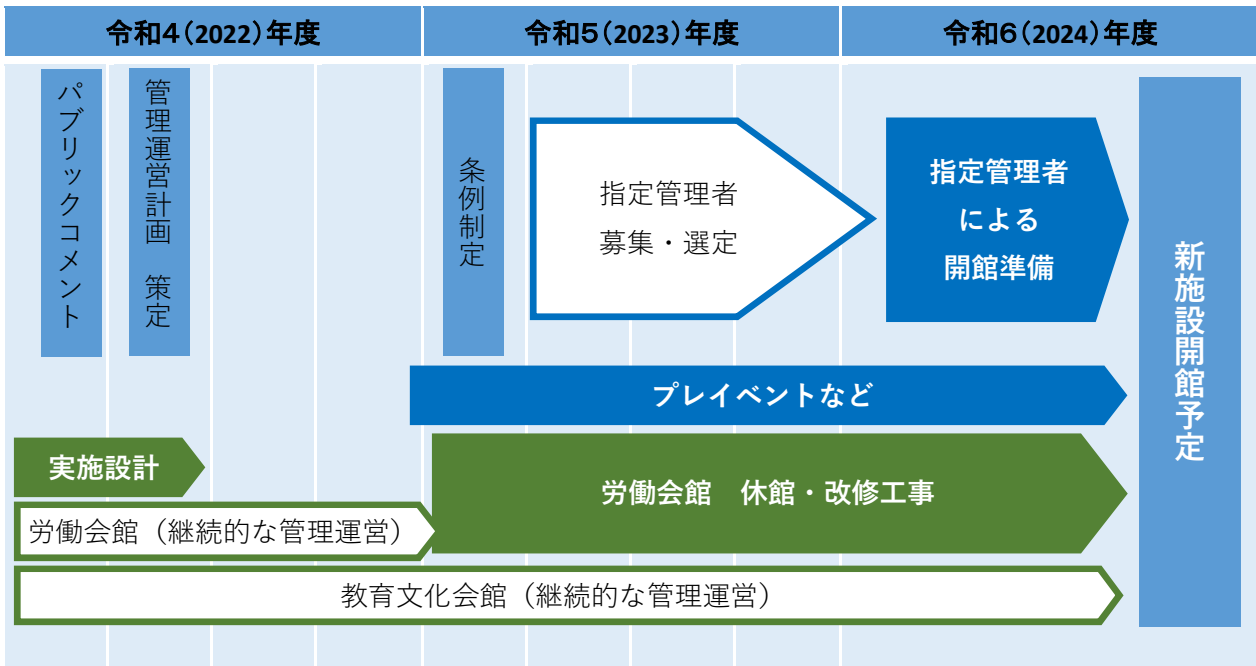 令和4(2022)年度
令和5(2023)年度
令和6(2024)年度
パブリックコメント
管理運営計画　策定
条例制定
指定管理者
募集・選定
指定管理者
による
開館準備
新施設開館予定
プレイベントなど
実施設計
労働会館　休館・改修工事
労働会館（継続的な管理運営）
教育文化会館（継続的な管理運営）